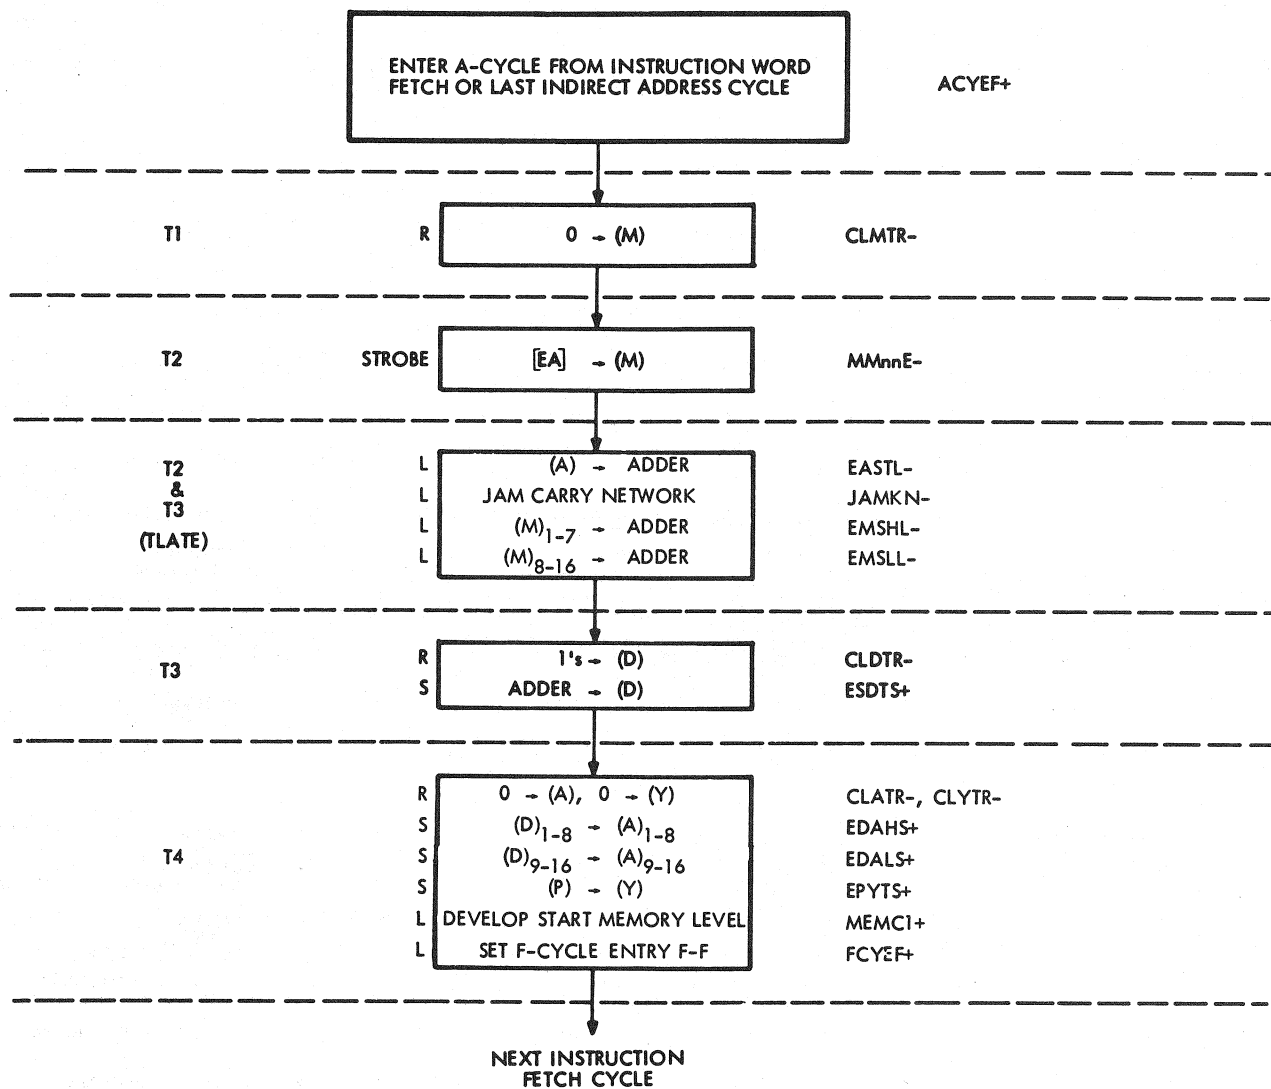 ENTER A-CYCLE FROM INSTRUCTION WORD
FETCH OR LAST INDIRECT ADDRESS CYCLE
ACYEF+
T1 R 0 → (M) CLMTR-
T2 STROBE [EA] → (M) MMnnE-
T2
&
T3
(TLATE)
L (A) → ADDER EASTL-
L JAM CARRY NETWORK JAMKN-
L (M)1-7 → ADDER EMSHL-
L (M)8-16 → ADDER EMSLL-
T3
R 1's → (D) CLDTR-
S ADDER → (D) ESDTS+
T4
R 0 → (A), 0 → (Y) CLATR-, CLYTR-
S (D)1-8 → (A)1-8 EDAHS+
S (D)9-16 → (A)9-16 EDALS+
S (P) → (Y) EPYTS+
L DEVELOP START MEMORY LEVEL MEMC1+
L SET F-CYCLE ENTRY F-F FCYEF+
NEXT INSTRUCTION
FETCH CYCLE